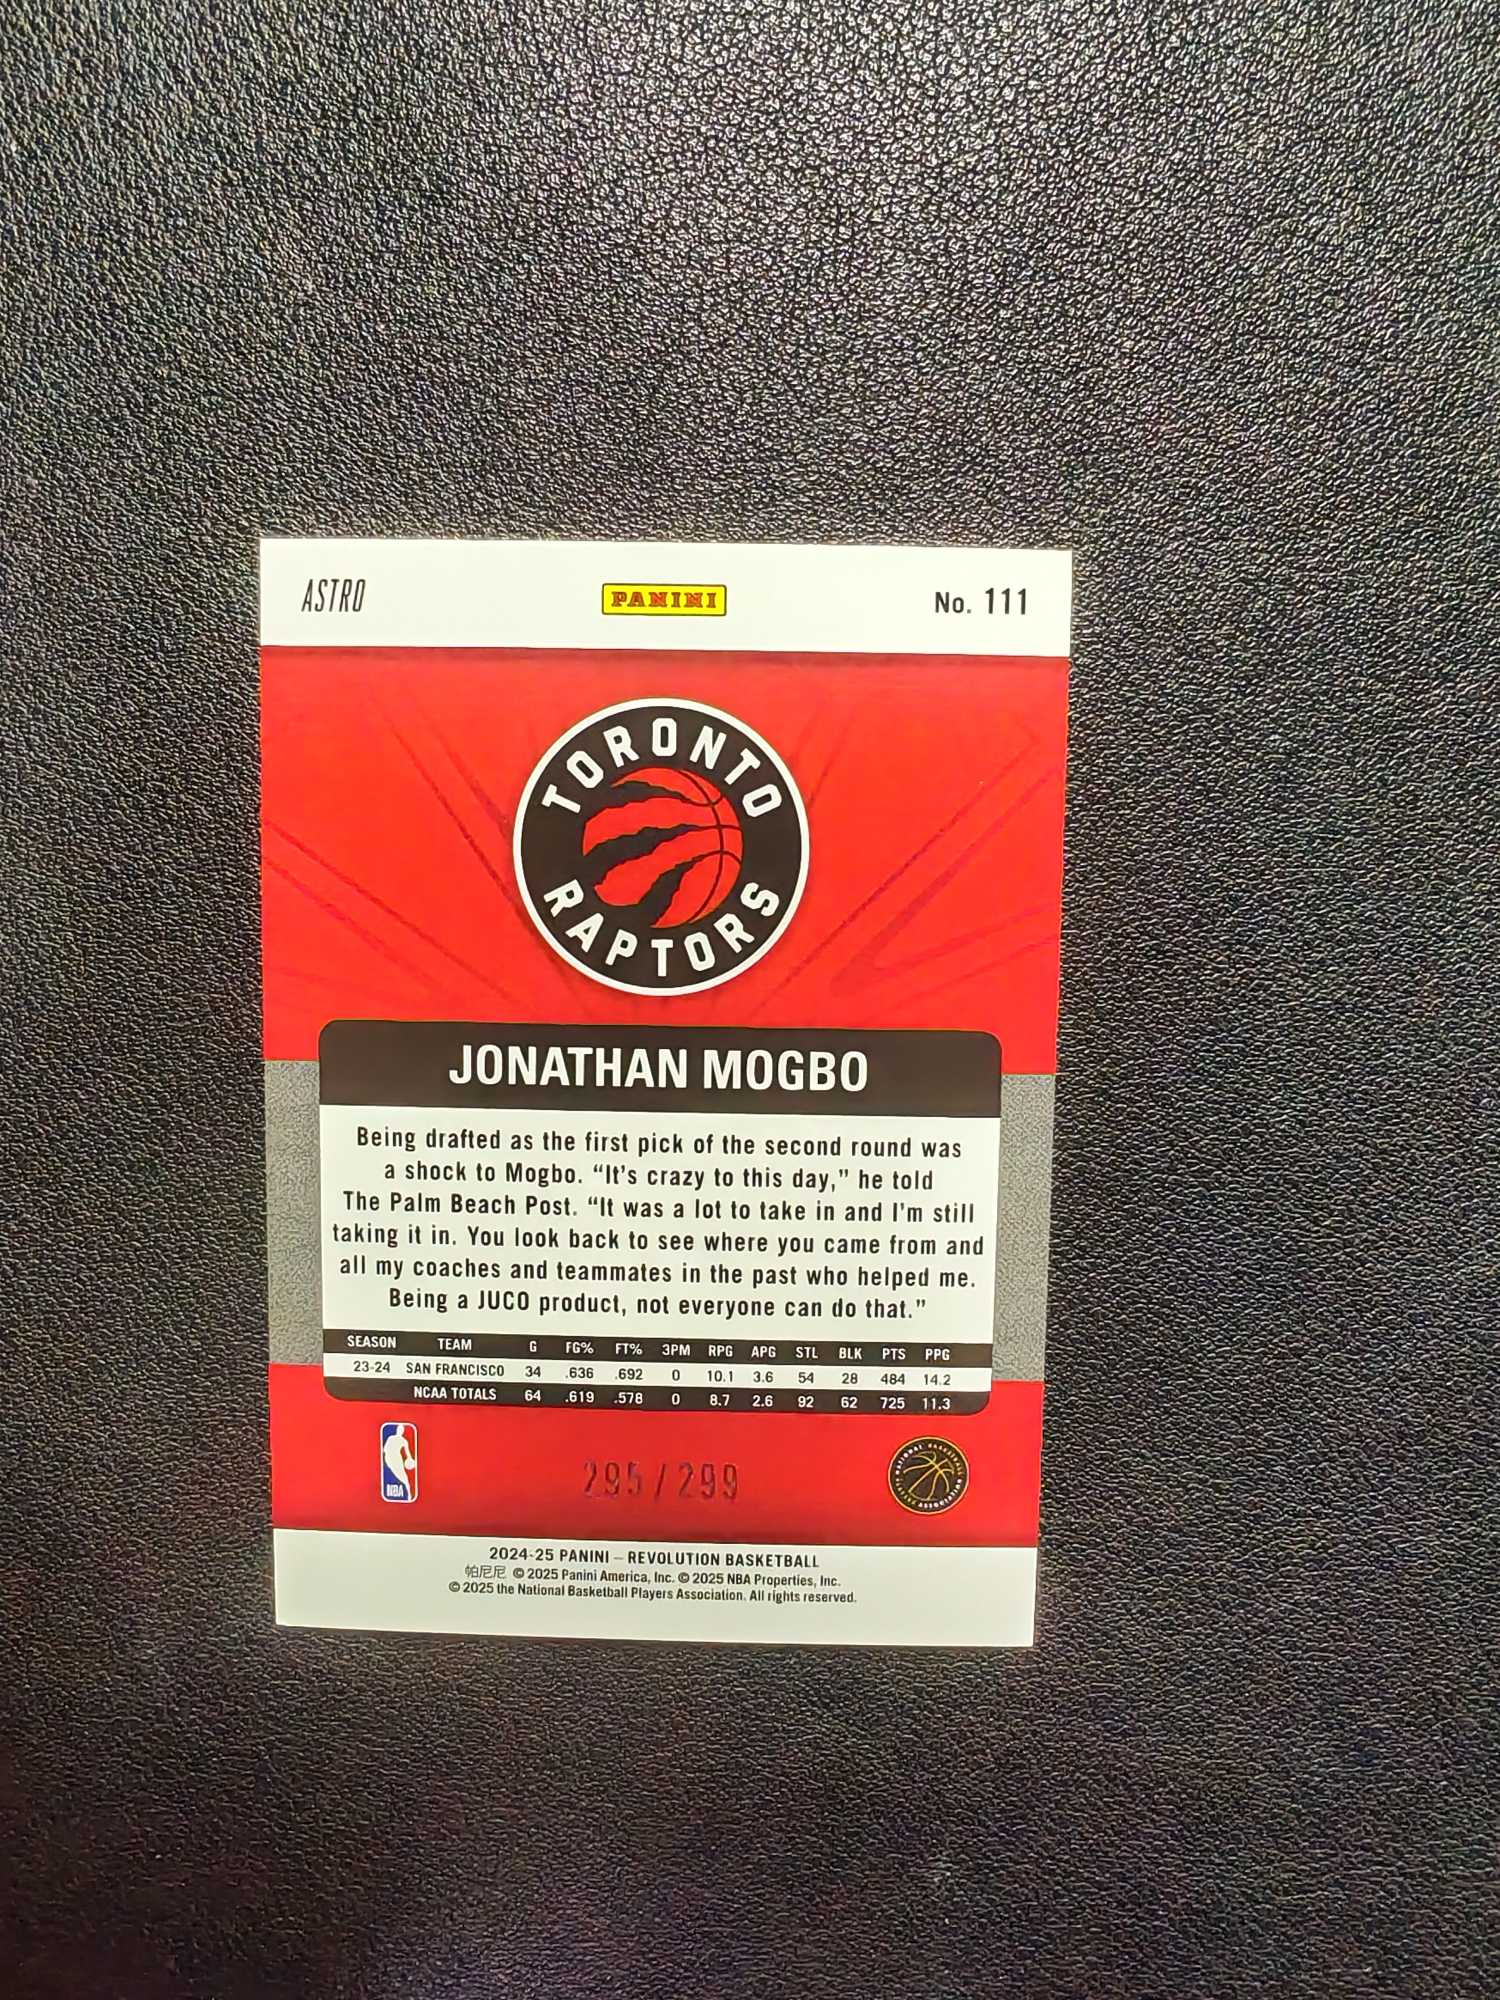 ASTRO PANINI No. 111
TORONTO
RAPTORS
JONATHAN MOGBO
Being drafted as the first pick of the second round was
a shock to Mogbo. “It's crazy to this day,” he told
The Palm Beach Post. “It was a lot to take in and I'm still
taking it in. You look back to see where you came from and
all my coaches and teammates in the past who helped me.
Being a JUCO product, not everyone can do that.”
SEASON TEAM G FG% FT% 3PM RPG APG STL BLK PTS PPG
23-24 SAN FRANCISCO 34 .636 .692 0 10.1 3.6 54 28 484 14.2
NCAA TOTALS 64 .619 .578 0 8.7 2.6 92 62 725 11.3
NBA
295/299
NATIONAL BASKETBALL
PLAYERS ASSOCIATION
2024-25 PANINI – REVOLUTION BASKETBALL
帕尼尼 © 2025 Panini America, Inc. © 2025 NBA Properties, Inc.
© 2025 the National Basketball Players Association. All rights reserved.